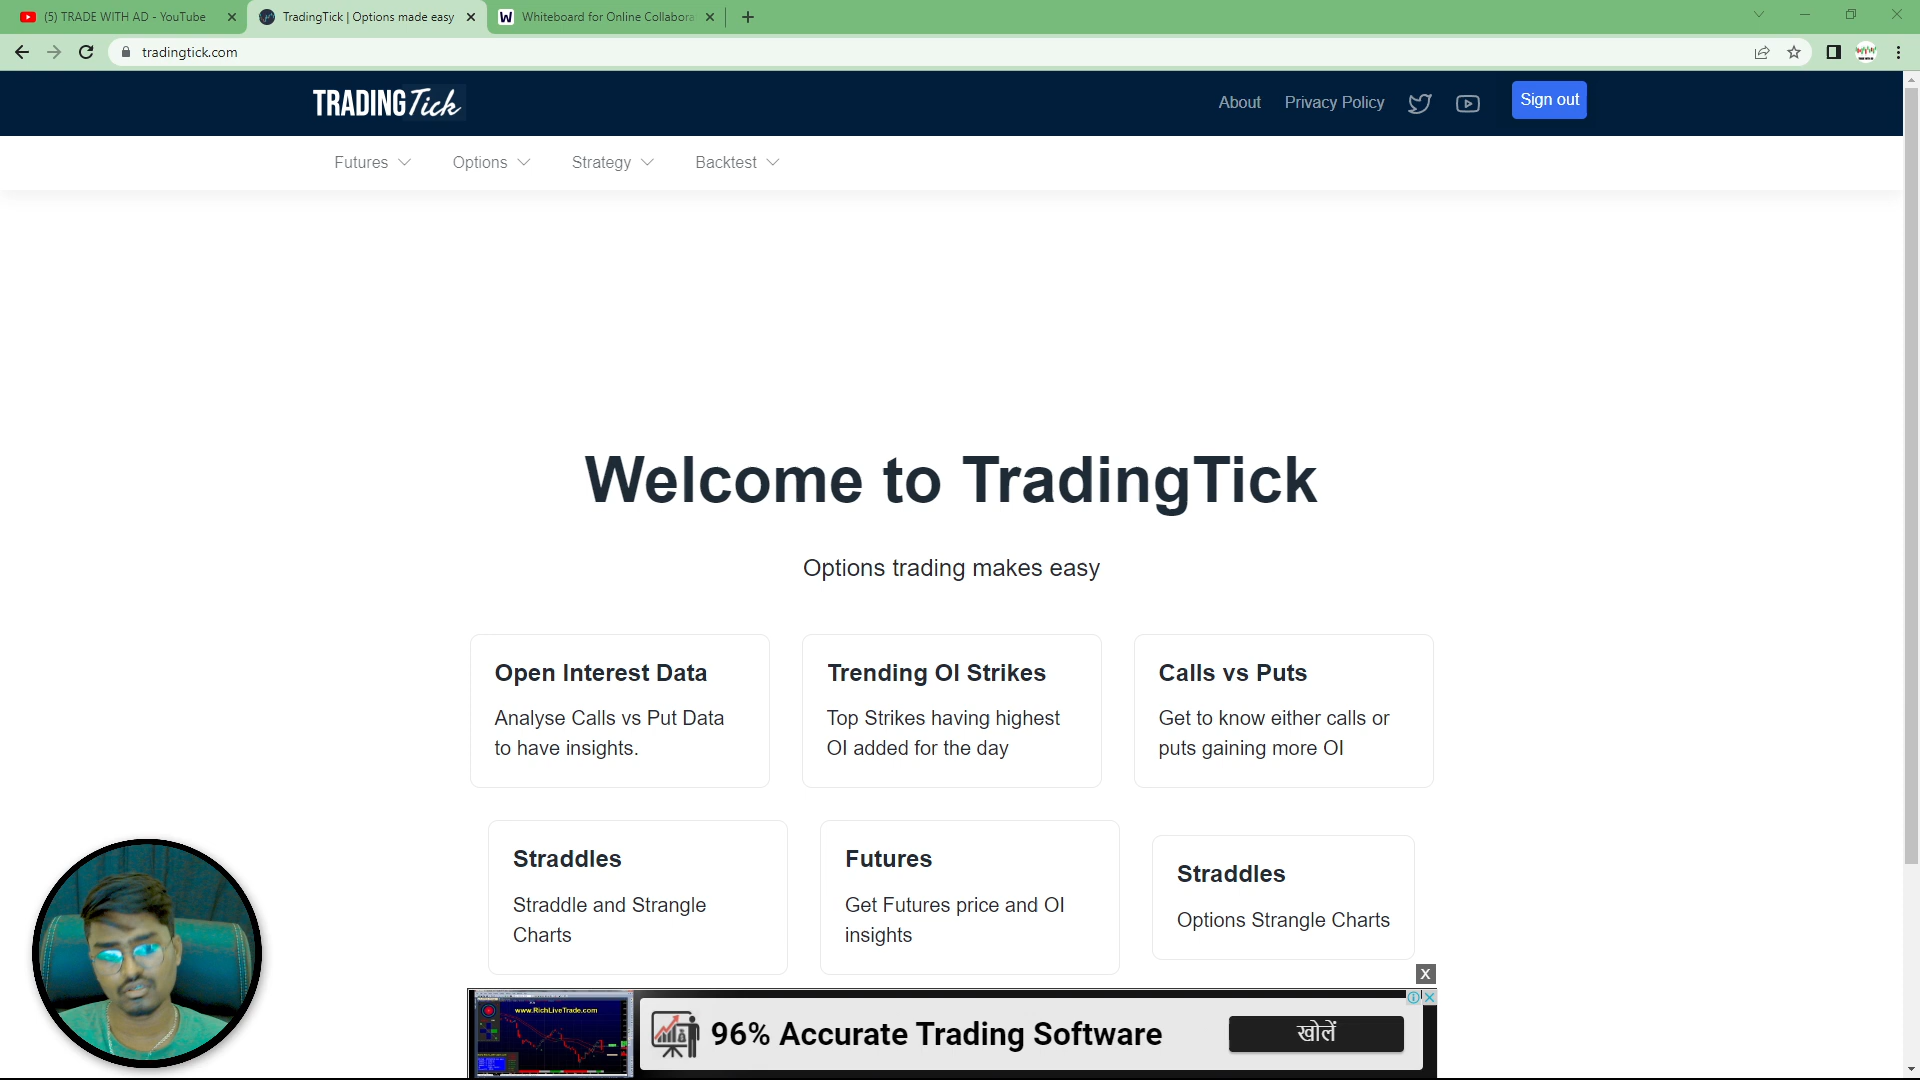 (5) TRADE WITH AD - YouTube
TradingTick | Options made easy
Whiteboard for Online Collabora
tradingtick.com
TRADINGTick
About
Privacy Policy
Sign out
Futures
Options
Strategy
Backtest
Welcome to TradingTick
Options trading makes easy
Open Interest Data
Analyse Calls vs Put Data
to have insights.
Trending OI Strikes
Top Strikes having highest
OI added for the day
Calls vs Puts
Get to know either calls or
puts gaining more OI
Straddles
Straddle and Strangle
Charts
Futures
Get Futures price and OI
insights
Straddles
Options Strangle Charts
X
www.RichLiveTrade.com
96% Accurate Trading Software
खोलें